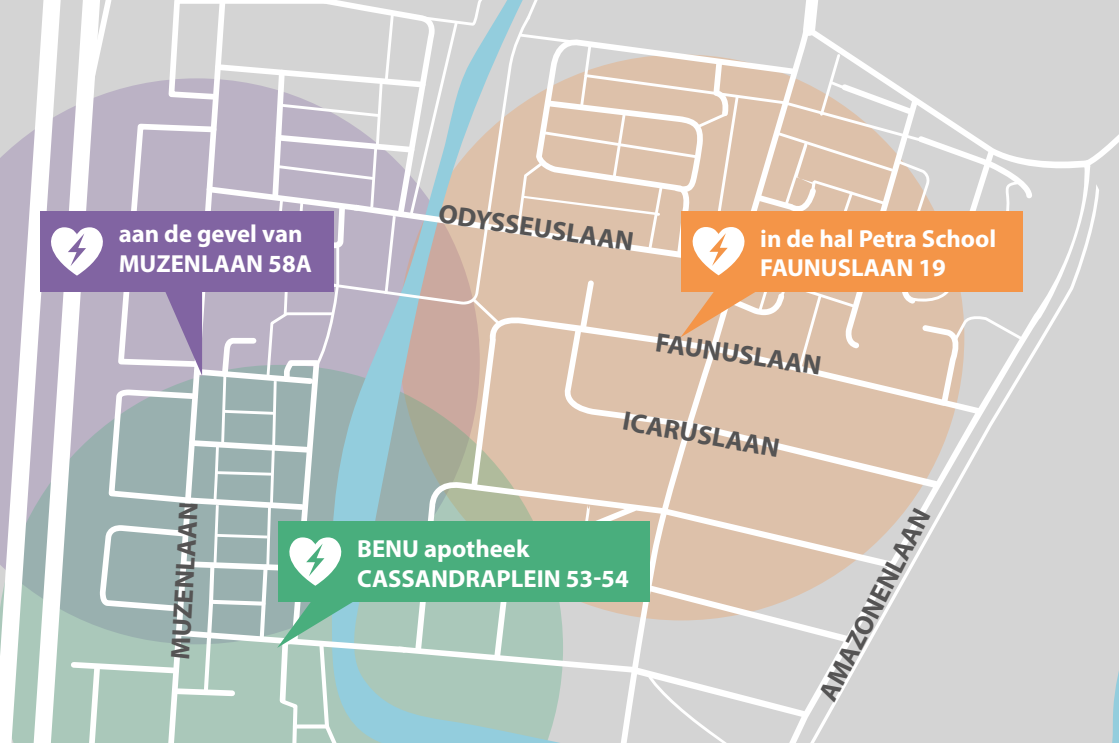 ODYSSEUSLAAN
aan de gevel van
MUZENLAAN 58A
in de hal Petra School
FAUNUSLAAN 19
FAUNUSLAAN
ICARUSLAAN
MUZENLAAN
BENU apotheek
CASSANDRAPLEIN 53-54
AMAZONENLAAN